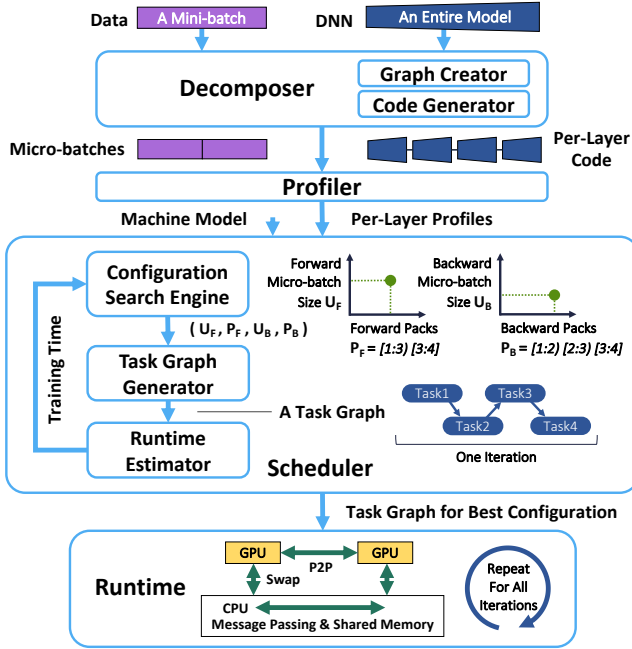 Data
A Mini-batch
DNN
An Entire Model
Decomposer
Graph Creator
Code Generator
Micro-batches
Per-Layer
Code
Profiler
Machine Model
Per-Layer Profiles
Configuration
Search Engine
( U_F , P_F , U_B , P_B )
Task Graph
Generator
Runtime
Estimator
Training Time
Forward
Micro-batch
Size U_F
Forward Packs
P_F = [1:3) [3:4]
Backward
Micro-batch
Size U_B
Backward Packs
P_B = [1:2) [2:3) [3:4]
A Task Graph
Task1
Task2
Task3
Task4
One Iteration
Scheduler
Task Graph for Best Configuration
Runtime
GPU
P2P
GPU
Swap
CPU
Message Passing & Shared Memory
Repeat
For All
Iterations